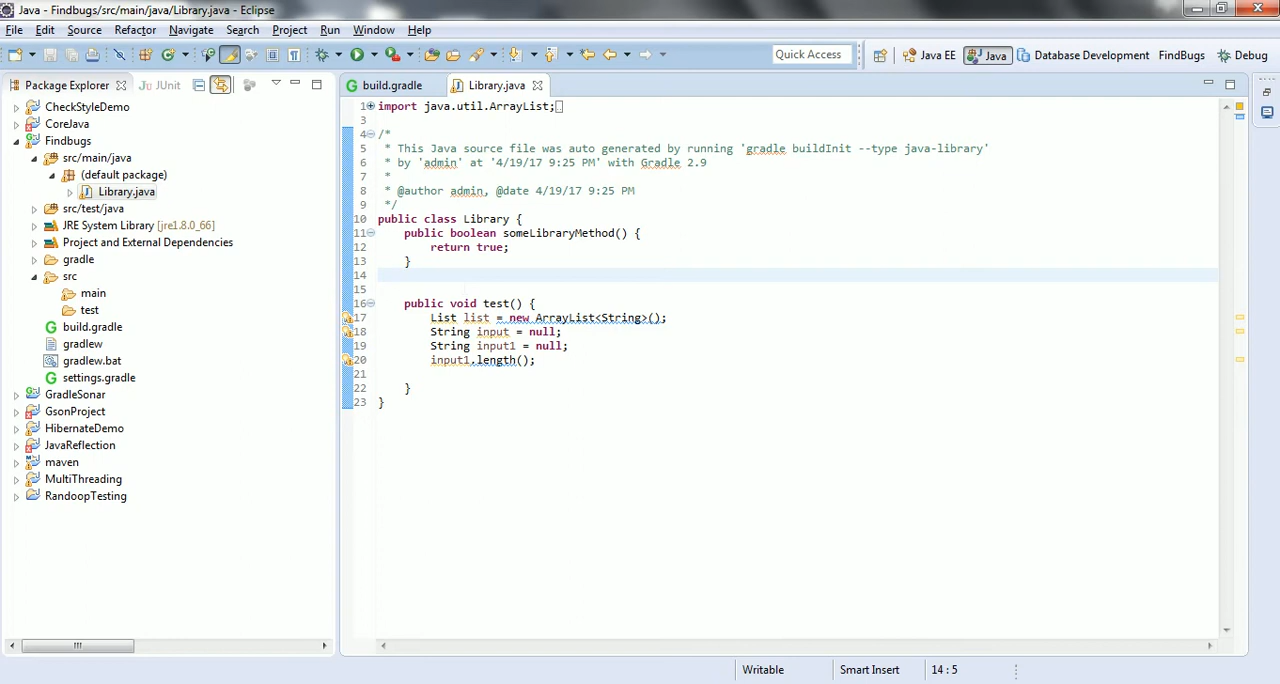 Java - Findbugs/src/main/java/Library.java - Eclipse
File Edit Source Refactor Navigate Search Project Run Window Help
Quick Access Java EE Java Database Development FindBugs Debug
Package Explorer JUnit
CheckStyleDemo
CoreJava
Findbugs
src/main/java
(default package)
Library.java
src/test/java
JRE System Library [jre1.8.0_66]
Project and External Dependencies
gradle
src
main
test
build.gradle
gradlew
gradlew.bat
settings.gradle
GradleSonar
GsonProject
HibernateDemo
JavaReflection
maven
MultiThreading
RandoopTesting
build.gradle Library.java
1 import java.util.ArrayList;
3
4 /*
5 * This Java source file was auto generated by running 'gradle buildInit --type java-library'
6 * by 'admin' at '4/19/17 9:25 PM' with Gradle 2.9
7 *
8 * @author admin, @date 4/19/17 9:25 PM
9 */
10 public class Library {
11 public boolean someLibraryMethod() {
12 return true;
13 }
14
15
16 public void test() {
17 List list = new ArrayList<String>();
18 String input = null;
19 String input1 = null;
20 input1.length();
21
22 }
23 }
Writable Smart Insert 14 : 5